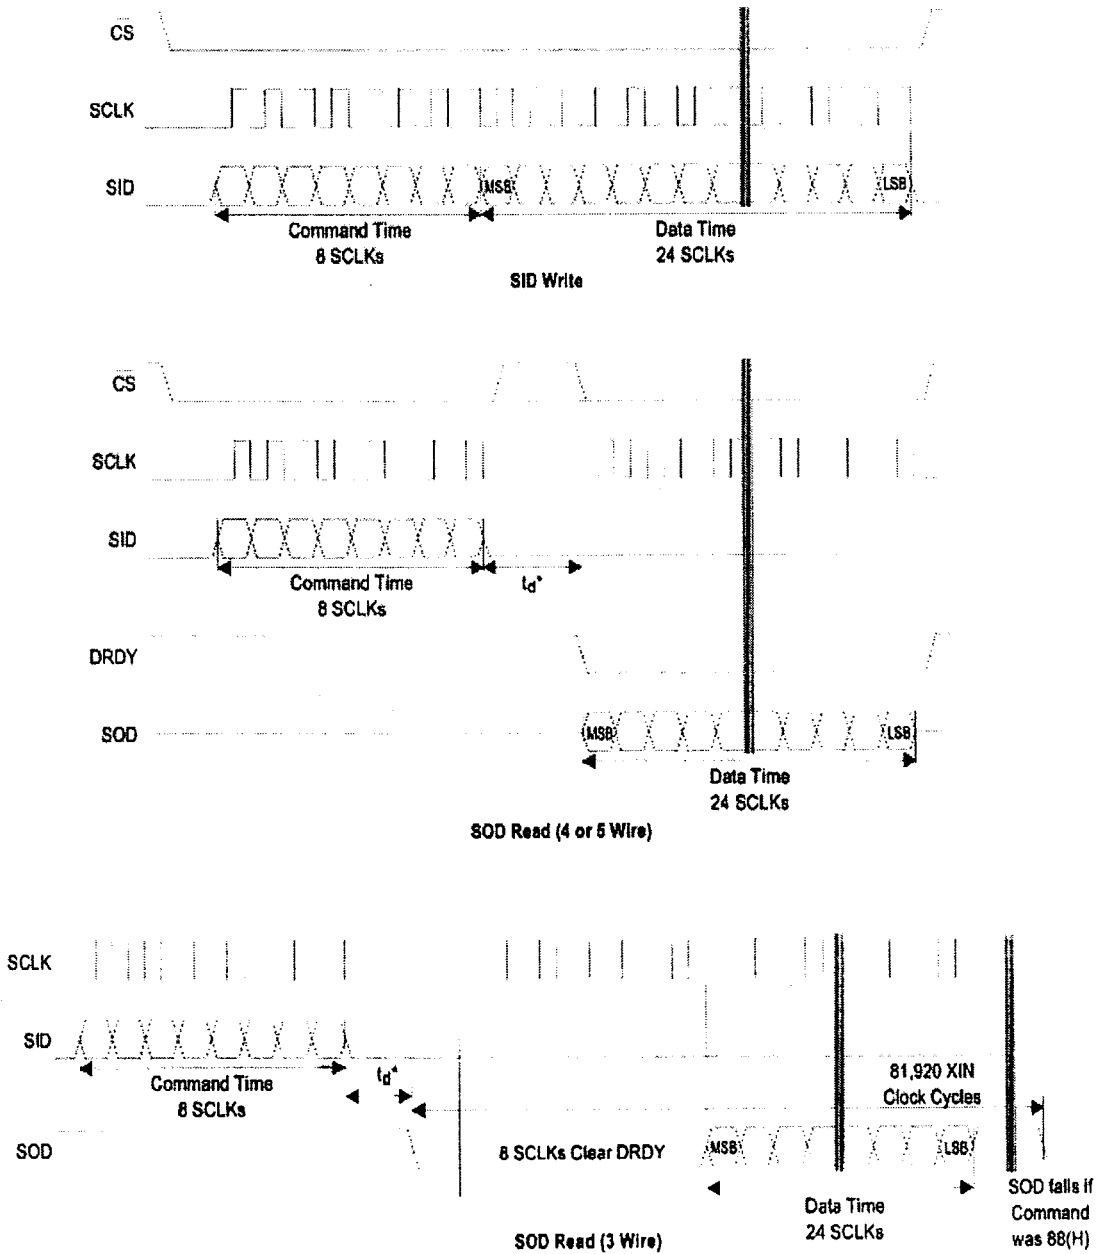 CS
SCLK
SID
MSB
LSB
Command Time
8 SCLKs
Data Time
24 SCLKs
SID Write
CS
SCLK
SID
Command Time
8 SCLKs
td*
DRDY
SOD
MSB
LSB
Data Time
24 SCLKs
SOD Read (4 or 5 Wire)
SCLK
SID
Command Time
8 SCLKs
td*
81,920 XIN
Clock Cycles
SOD
8 SCLKs Clear DRDY
MSB
LSB
Data Time
24 SCLKs
SOD falls if
Command
was 88(H)
SOD Read (3 Wire)